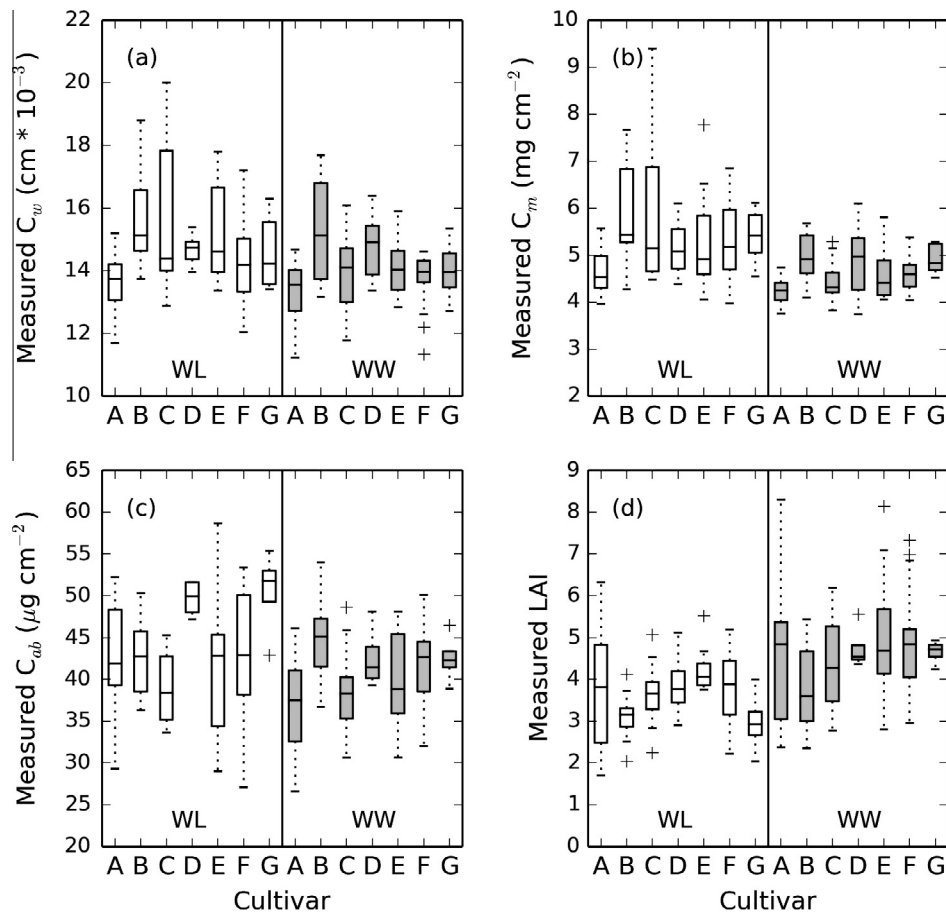 (a)
Measured C_w (cm * 10^−3)
22
20
18
16
14
12
10
WL
WW
A B C D E F G A B C D E F G
(b)
Measured C_m (mg cm^−2)
10
9
8
7
6
5
4
3
2
WL
WW
A B C D E F G A B C D E F G
(c)
Measured C_ab (μg cm^−2)
65
60
55
50
45
40
35
30
25
20
WL
WW
A B C D E F G A B C D E F G
Cultivar
(d)
Measured LAI
9
8
7
6
5
4
3
2
1
0
WL
WW
A B C D E F G A B C D E F G
Cultivar